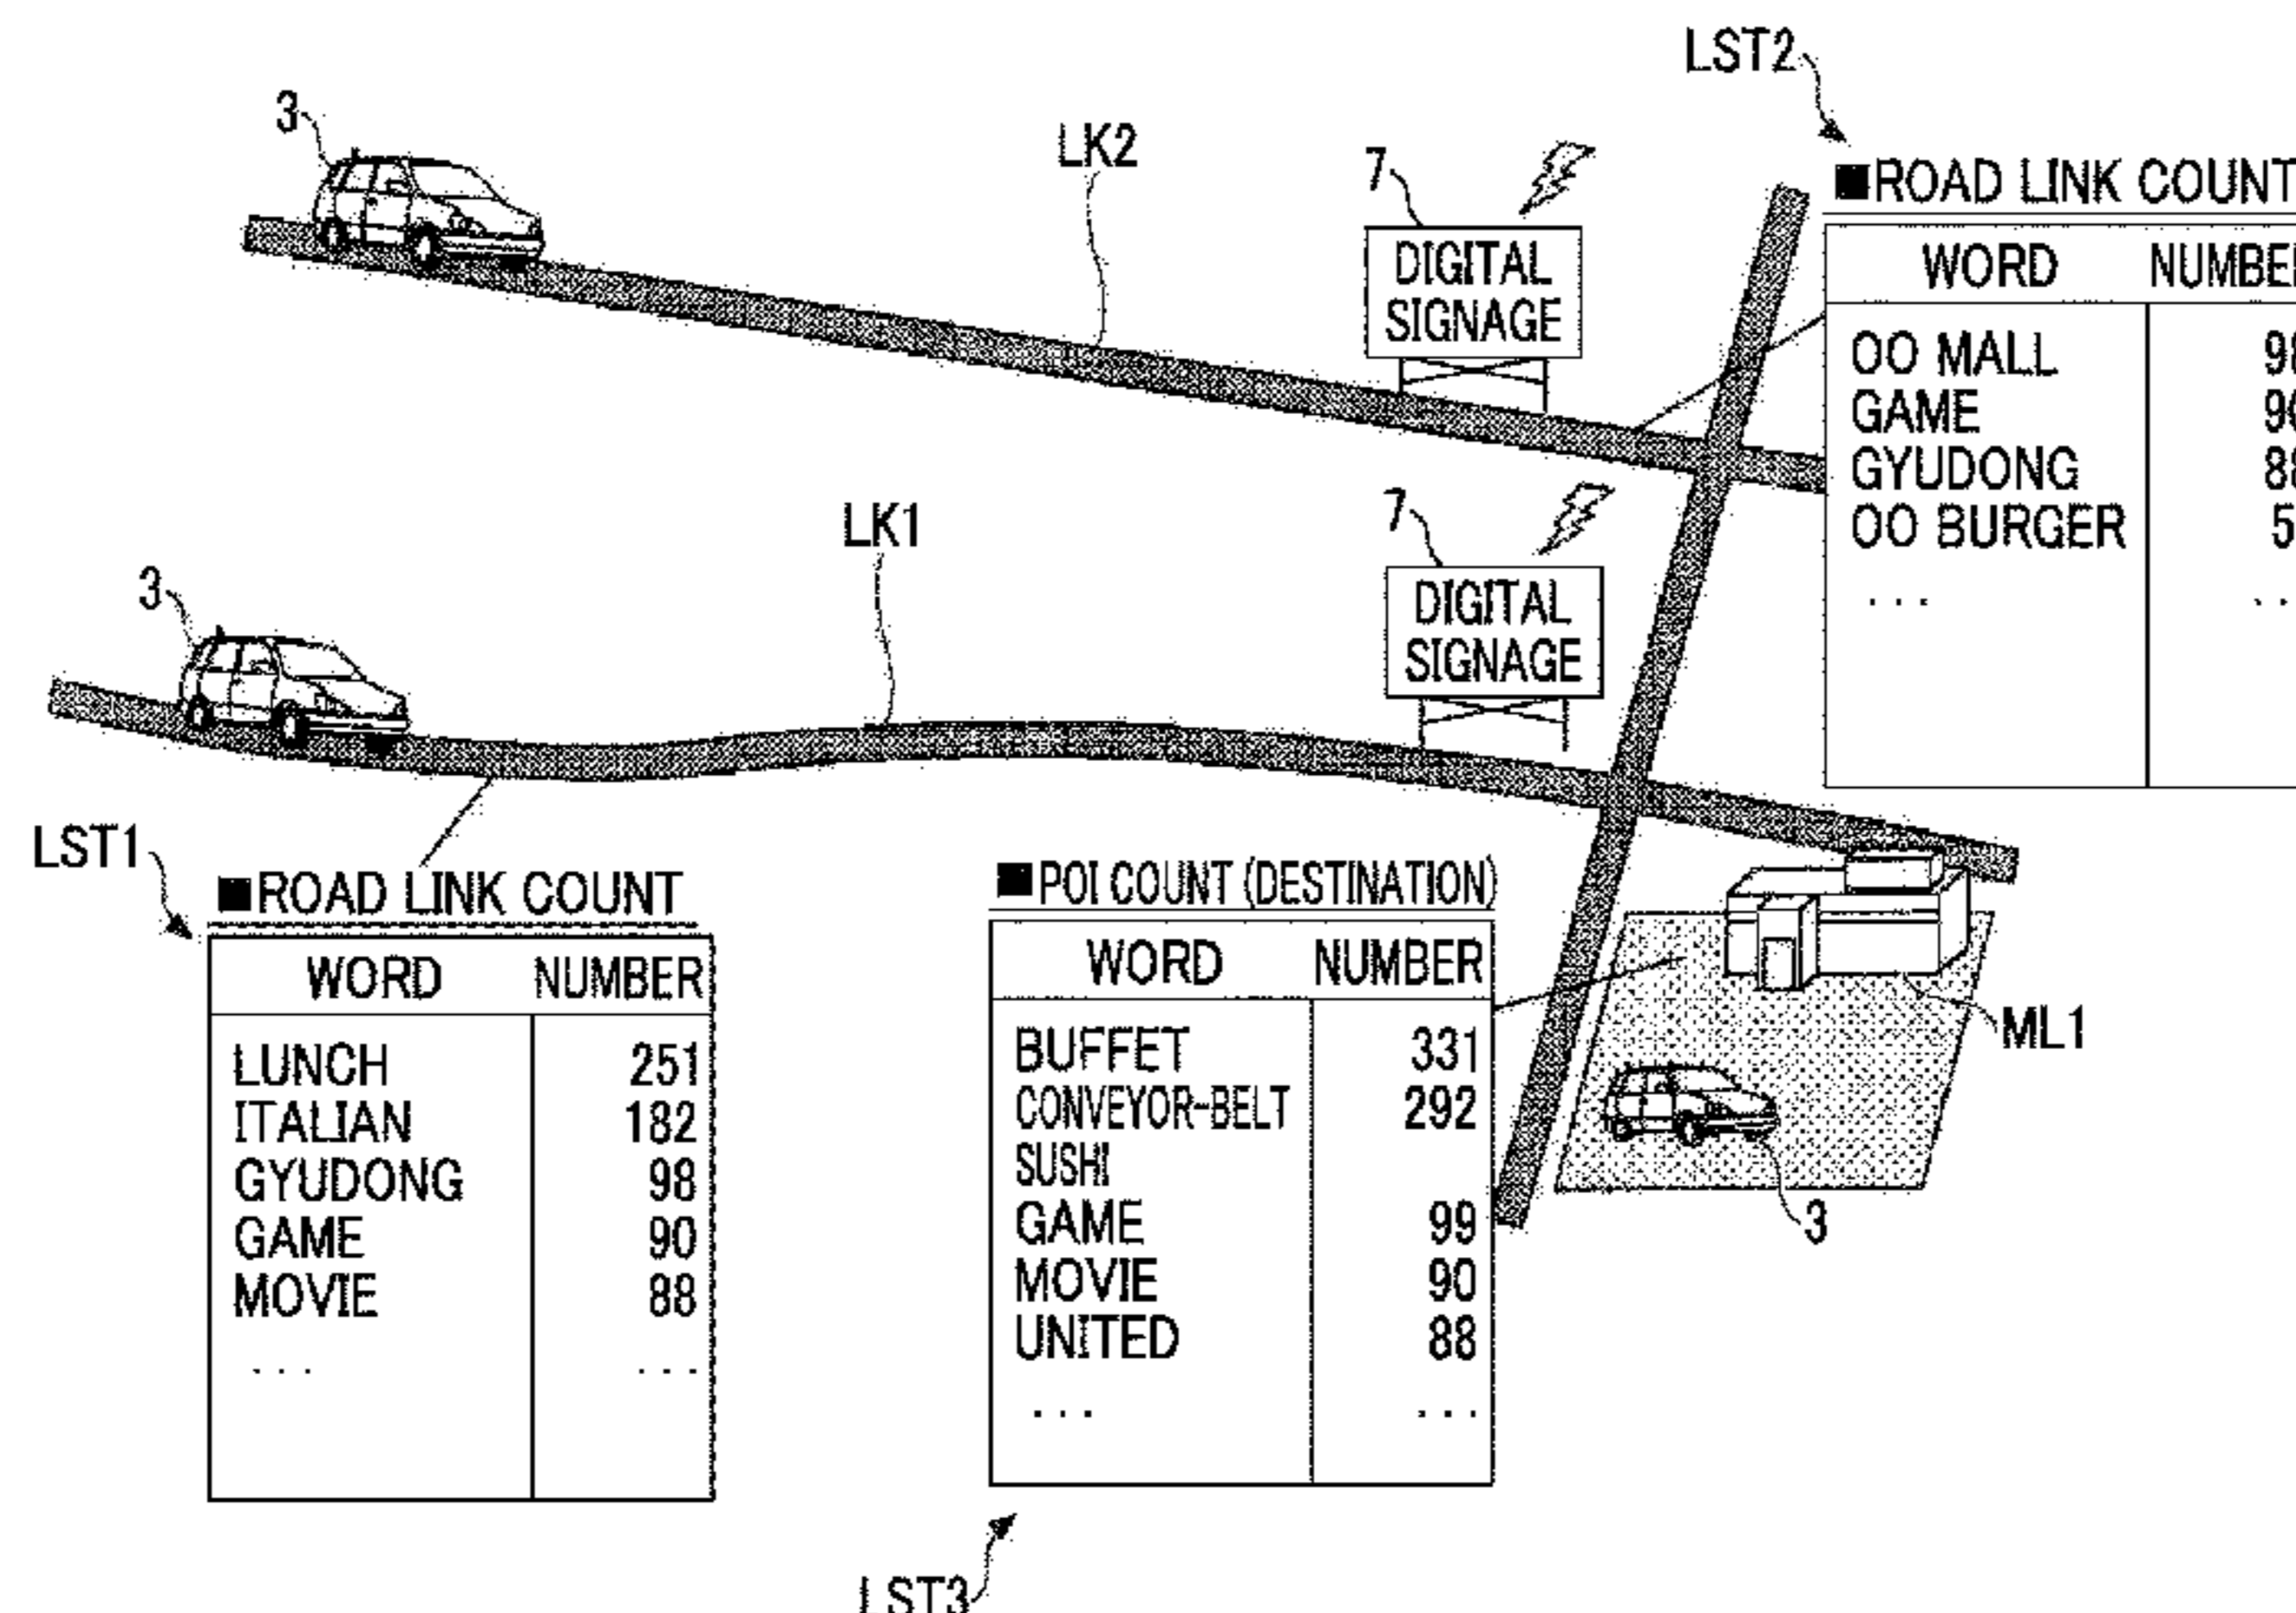 LST2
3
LK2
7
■ROAD LINK COUNT
DIGITAL
SIGNAGE
WORD
OO MALL
GAME
GYUDONG
OO BURGER
...
LK1
7
3
DIGITAL
SIGNAGE
LST1
■ROAD LINK COUNT
WORD NUMBER
LUNCH 251
ITALIAN 182
GYUDONG 98
GAME 90
MOVIE 88
... ...
■POI COUNT (DESTINATION)
WORD NUMBER
BUFFET 331
CONVEYOR-BELT 292
SUSHI
GAME 99
MOVIE 90
UNITED 88
... ...
ML1
3
LST3